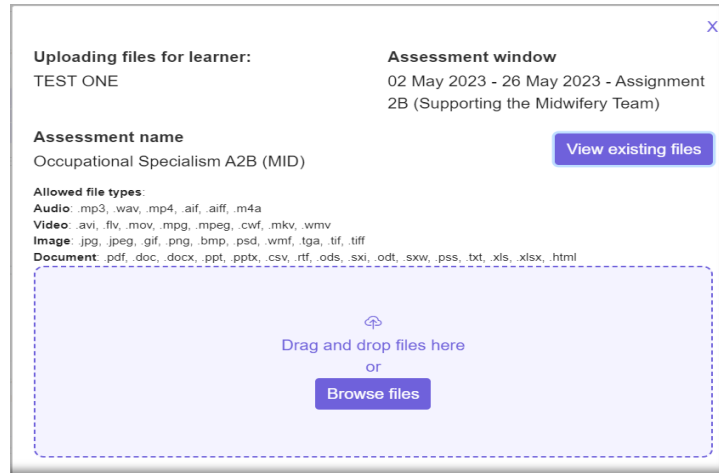 X
Uploading files for learner:
TEST ONE
Assessment window
02 May 2023 - 26 May 2023 - Assignment
2B (Supporting the Midwifery Team)
Assessment name
Occupational Specialism A2B (MID)
View existing files
Allowed file types:
Audio: .mp3, .wav, .mp4, .aif, .aiff, .m4a
Video: .avi, .flv, .mov, .mpg, .mpeg, .cwf, .mkv, .wmv
Image: .jpg, .jpeg, .gif, .png, .bmp, .psd, .wmf, .tga, .tif, .tiff
Document: .pdf, .doc, .docx, .ppt, .pptx, .csv, .rtf, .ods, .sxi, .odt, .sxw, .pss, .txt, .xls, .xlsx, .html
Drag and drop files here
or
Browse files